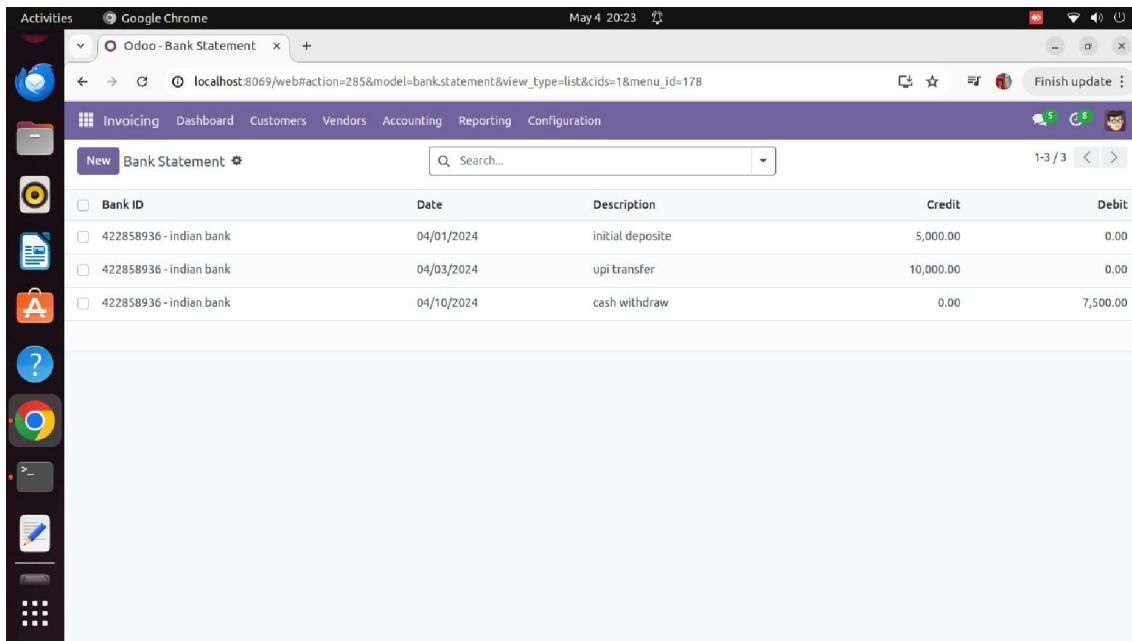 Activities Google Chrome May 4 20:23
Odoo - Bank Statement × +
localhost:8069/web#action=285&model=bank.statement&view_type=list&cids=1&menu_id=178 Finish update
Invoicing Dashboard Customers Vendors Accounting Reporting Configuration 5 8
New Bank Statement Search... 1-3 / 3
Bank ID Date Description Credit Debit
422858936 - indian bank 04/01/2024 initial deposite 5,000.00 0.00
422858936 - indian bank 04/03/2024 upi transfer 10,000.00 0.00
422858936 - indian bank 04/10/2024 cash withdraw 0.00 7,500.00